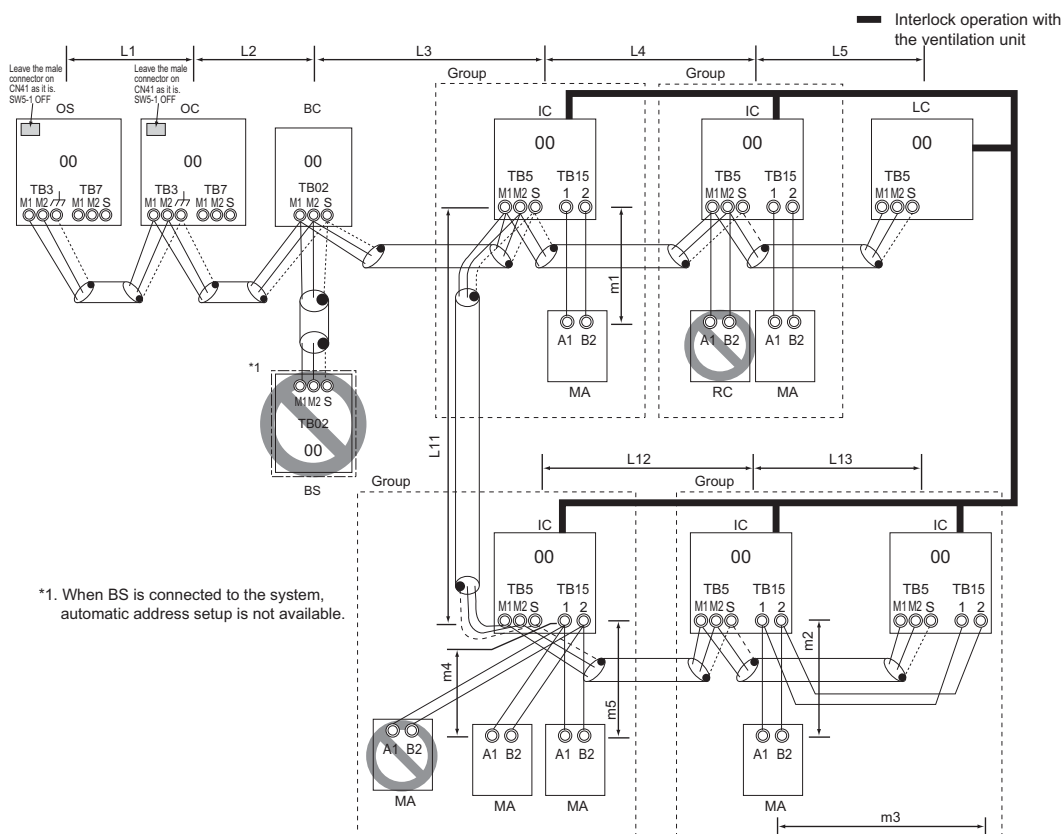 Interlock operation with
the ventilation unit
L1 L2 L3 L4 L5
Leave the male
connector on
CN41 as it is.
SW5-1 OFF
Leave the male
connector on
CN41 as it is.
SW5-1 OFF
Group Group
OS OC BC IC IC LC
00 00 00 00 00 00
TB3 TB7 TB3 TB7 TB02 TB5 TB15 TB5 TB15 TB5
M1 M2 M1 M2 S M1 M2 M1 M2 S M1 M2 S M1 M2 S 1 2 M1 M2 S 1 2 M1 M2 S
m1
A1 B2 A1 B2 A1 B2
MA RC MA
*1
M1 M2 S
TB02
00
BS
L11
L12 L13
Group Group
IC IC IC
00 00 00
TB5 TB15 TB5 TB15 TB5 TB15
M1 M2 S 1 2 M1 M2 S 1 2 M1 M2 S 1 2
*1. When BS is connected to the system,
automatic address setup is not available.
m4 m5 m2
A1 B2 A1 B2 A1 B2 A1 B2
MA MA MA MA
m3